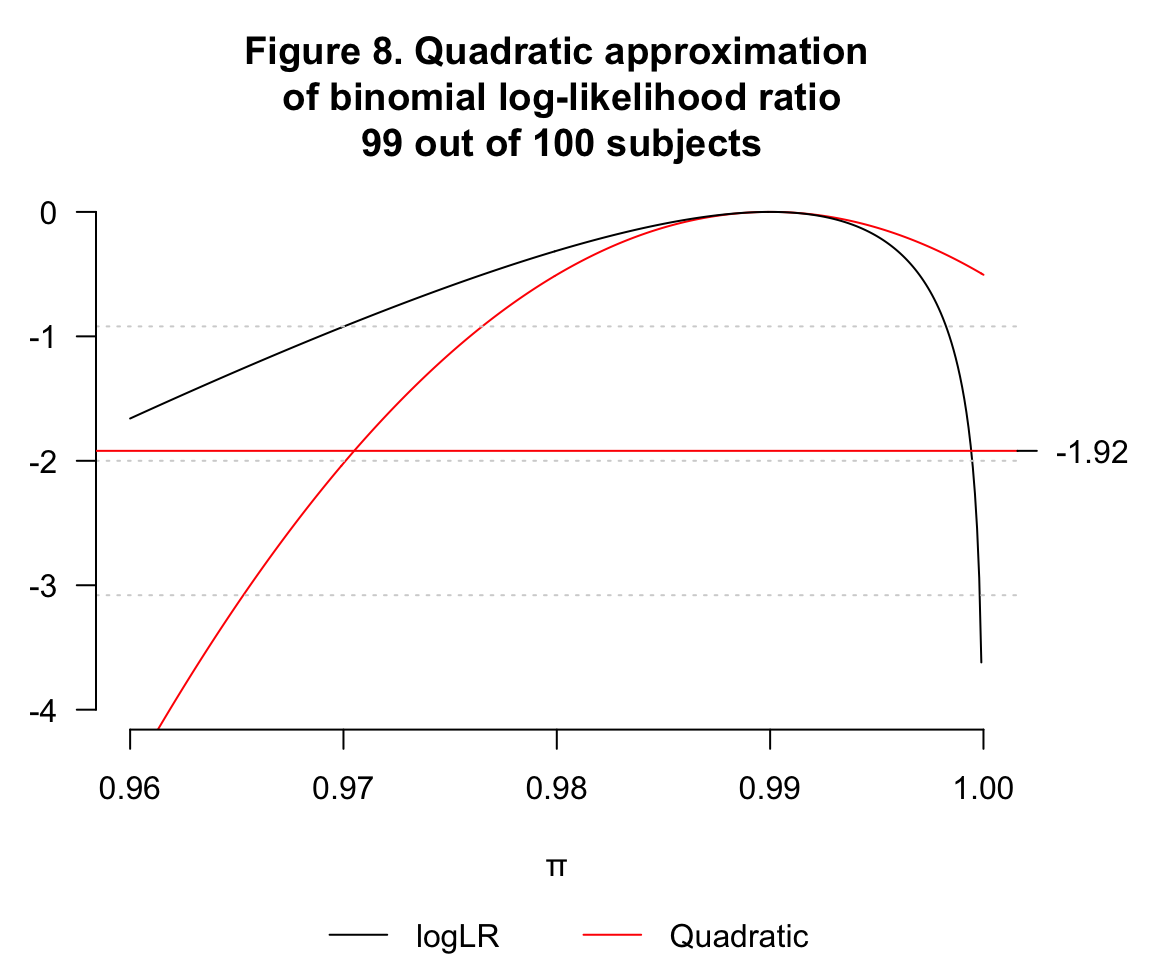 Figure 8. Quadratic approximation
of binomial log-likelihood ratio
99 out of 100 subjects
0
-1
-2
-3
-4
-1.92
0.96 0.97 0.98 0.99 1.00
π
logLR Quadratic